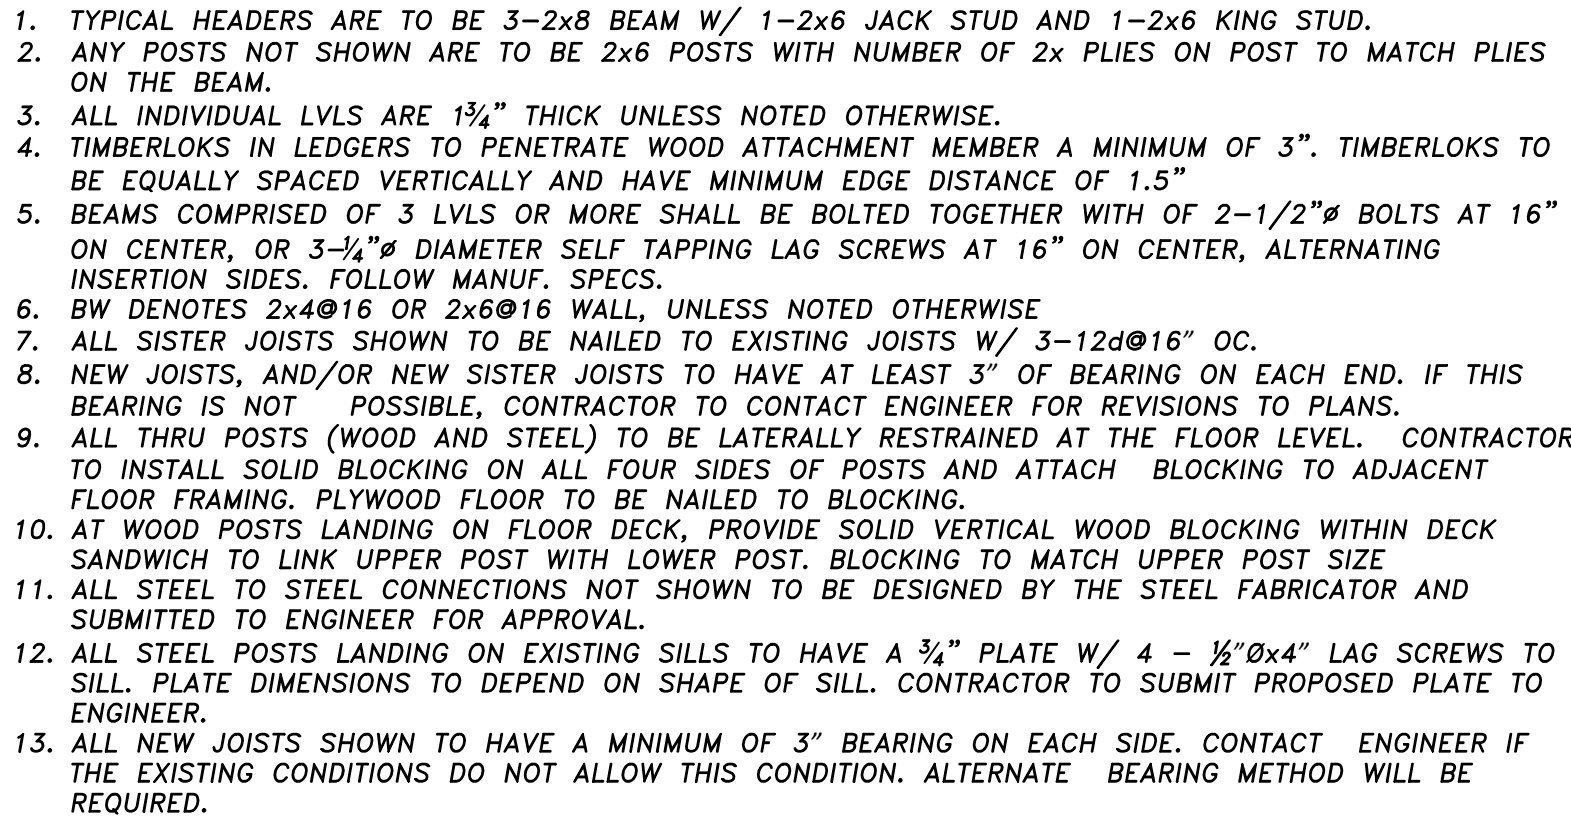 1. TYPICAL HEADERS ARE TO BE 3-2x8 BEAM W/ 1-2x6 JACK STUD AND 1-2x6 KING STUD.
2. ANY POSTS NOT SHOWN ARE TO BE 2x6 POSTS WITH NUMBER OF 2x PLIES ON POST TO MATCH PLIES
ON THE BEAM.
3. ALL INDIVIDUAL LVLS ARE 1¾" THICK UNLESS NOTED OTHERWISE.
4. TIMBERLOKS IN LEDGERS TO PENETRATE WOOD ATTACHMENT MEMBER A MINIMUM OF 3". TIMBERLOKS TO
BE EQUALLY SPACED VERTICALLY AND HAVE MINIMUM EDGE DISTANCE OF 1.5"
5. BEAMS COMPRISED OF 3 LVLS OR MORE SHALL BE BOLTED TOGETHER WITH OF 2-1/2"ø BOLTS AT 16"
ON CENTER, OR 3-¼"ø DIAMETER SELF TAPPING LAG SCREWS AT 16" ON CENTER, ALTERNATING
INSERTION SIDES. FOLLOW MANUF. SPECS.
6. BW DENOTES 2x4@16 OR 2x6@16 WALL, UNLESS NOTED OTHERWISE
7. ALL SISTER JOISTS SHOWN TO BE NAILED TO EXISTING JOISTS W/ 3-12d@16" OC.
8. NEW JOISTS, AND/OR NEW SISTER JOISTS TO HAVE AT LEAST 3" OF BEARING ON EACH END. IF THIS
BEARING IS NOT POSSIBLE, CONTRACTOR TO CONTACT ENGINEER FOR REVISIONS TO PLANS.
9. ALL THRU POSTS (WOOD AND STEEL) TO BE LATERALLY RESTRAINED AT THE FLOOR LEVEL. CONTRACTOR
TO INSTALL SOLID BLOCKING ON ALL FOUR SIDES OF POSTS AND ATTACH BLOCKING TO ADJACENT
FLOOR FRAMING. PLYWOOD FLOOR TO BE NAILED TO BLOCKING.
10. AT WOOD POSTS LANDING ON FLOOR DECK, PROVIDE SOLID VERTICAL WOOD BLOCKING WITHIN DECK
SANDWICH TO LINK UPPER POST WITH LOWER POST. BLOCKING TO MATCH UPPER POST SIZE
11. ALL STEEL TO STEEL CONNECTIONS NOT SHOWN TO BE DESIGNED BY THE STEEL FABRICATOR AND
SUBMITTED TO ENGINEER FOR APPROVAL.
12. ALL STEEL POSTS LANDING ON EXISTING SILLS TO HAVE A ¾" PLATE W/ 4 - ½"Øx4" LAG SCREWS TO
SILL. PLATE DIMENSIONS TO DEPEND ON SHAPE OF SILL. CONTRACTOR TO SUBMIT PROPOSED PLATE TO
ENGINEER.
13. ALL NEW JOISTS SHOWN TO HAVE A MINIMUM OF 3" BEARING ON EACH SIDE. CONTACT ENGINEER IF
THE EXISTING CONDITIONS DO NOT ALLOW THIS CONDITION. ALTERNATE BEARING METHOD WILL BE
REQUIRED.